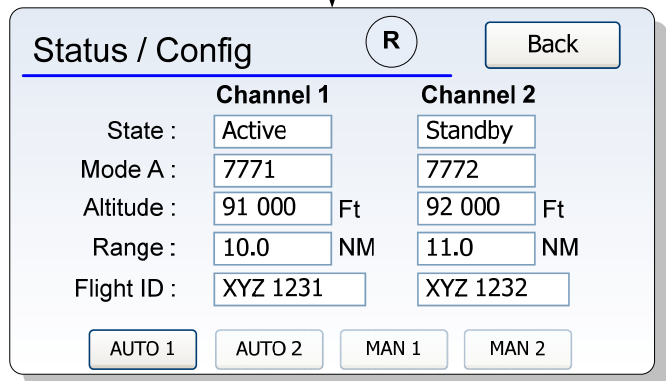 Status / Config R Back
Channel 1 Channel 2
State : Active Standby
Mode A : 7771 7772
Altitude : 91 000 Ft 92 000 Ft
Range : 10.0 NM 11.0 NM
Flight ID : XYZ 1231 XYZ 1232
AUTO 1 AUTO 2 MAN 1 MAN 2